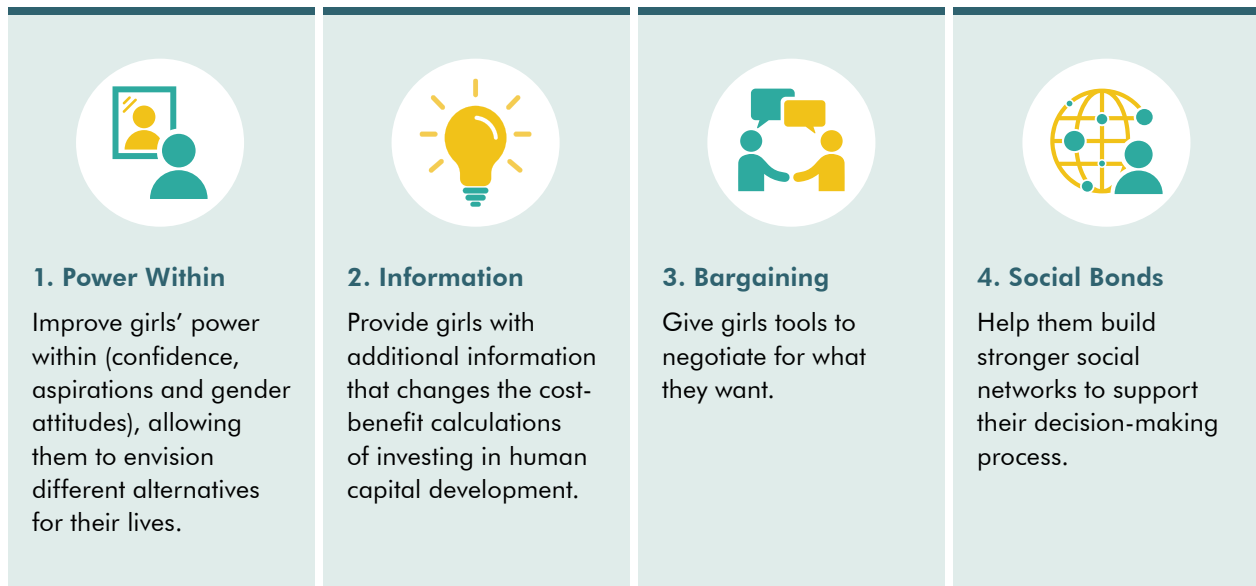 1. Power Within
Improve girls’ power
within (confidence,
aspirations and gender
attitudes), allowing
them to envision
different alternatives
for their lives.
2. Information
Provide girls with
additional information
that changes the cost-
benefit calculations
of investing in human
capital development.
3. Bargaining
Give girls tools to
negotiate for what
they want.
4. Social Bonds
Help them build
stronger social
networks to support
their decision-making
process.